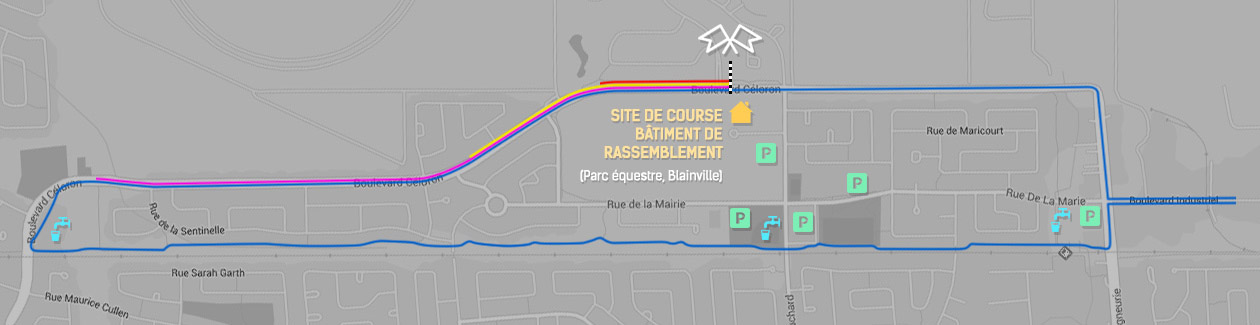 Boulevard Céloron
SITE DE COURSE
BÂTIMENT DE
RASSEMBLEMENT
(Parc équestre, Blainville)
Rue de Maricourt
P
P
Boulevard Céloron
Boulevard Céloron
Rue de la Mairie
Rue De La Marie
Boulevard Industriel
P
P
P
Rue de la Sentinelle
Rue Sarah Garth
Rue Maurice Cullen
uchard
gneurie